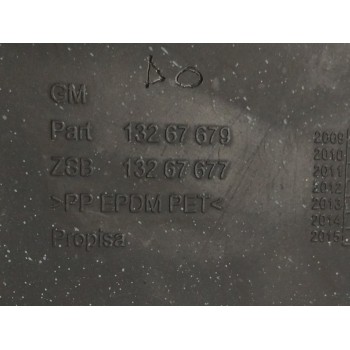 DO
GM
Part 132 67 679
ZSB 132 67 677
>PP EPDM PET<
Propisa
2009
2010
2011
2012
2013
2014
2015